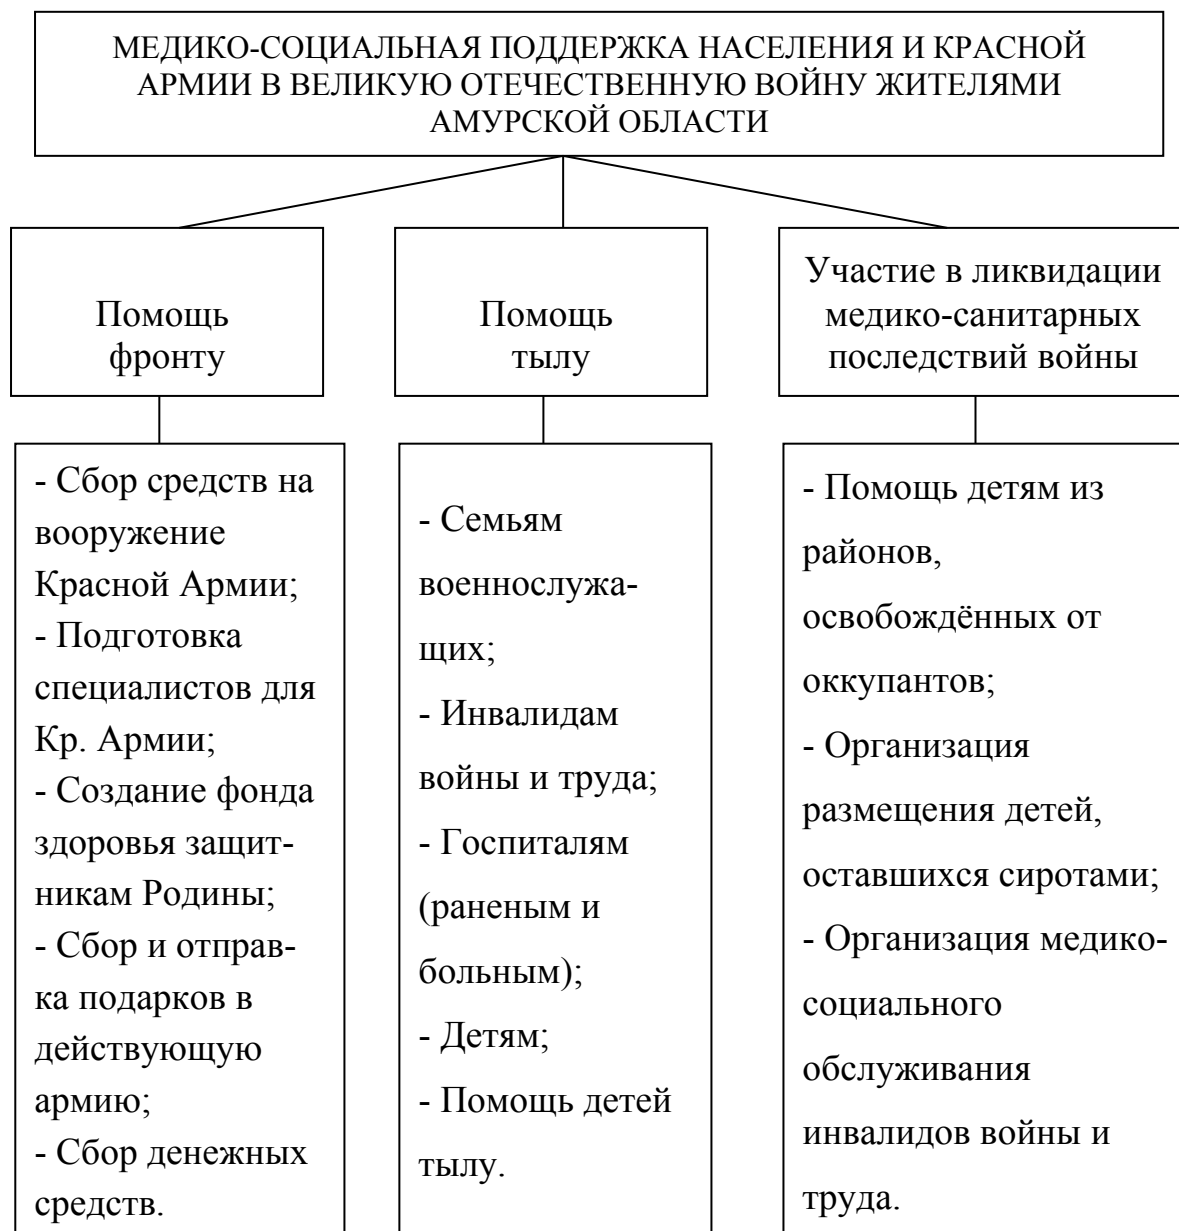 МЕДИКО-СОЦИАЛЬНАЯ ПОДДЕРЖКА НАСЕЛЕНИЯ И КРАСНОЙ
АРМИИ В ВЕЛИКУЮ ОТЕЧЕСТВЕННУЮ ВОЙНУ ЖИТЕЛЯМИ
АМУРСКОЙ ОБЛАСТИ
Помощь
фронту
Помощь
тылу
Участие в ликвидации
медико-санитарных
последствий войны
- Сбор средств на
вооружение
Красной Армии;
- Подготовка
специалистов для
Кр. Армии;
- Создание фонда
здоровья защит-
никам Родины;
- Сбор и отправ-
ка подарков в
действующую
армию;
- Сбор денежных
средств.
- Семьям
военнослужа-
щих;
- Инвалидам
войны и труда;
- Госпиталям
(раненым и
больным);
- Детям;
- Помощь детей
тылу.
- Помощь детям из
районов,
освобождённых от
оккупантов;
- Организация
размещения детей,
оставшихся сиротами;
- Организация медико-
социального
обслуживания
инвалидов войны и
труда.